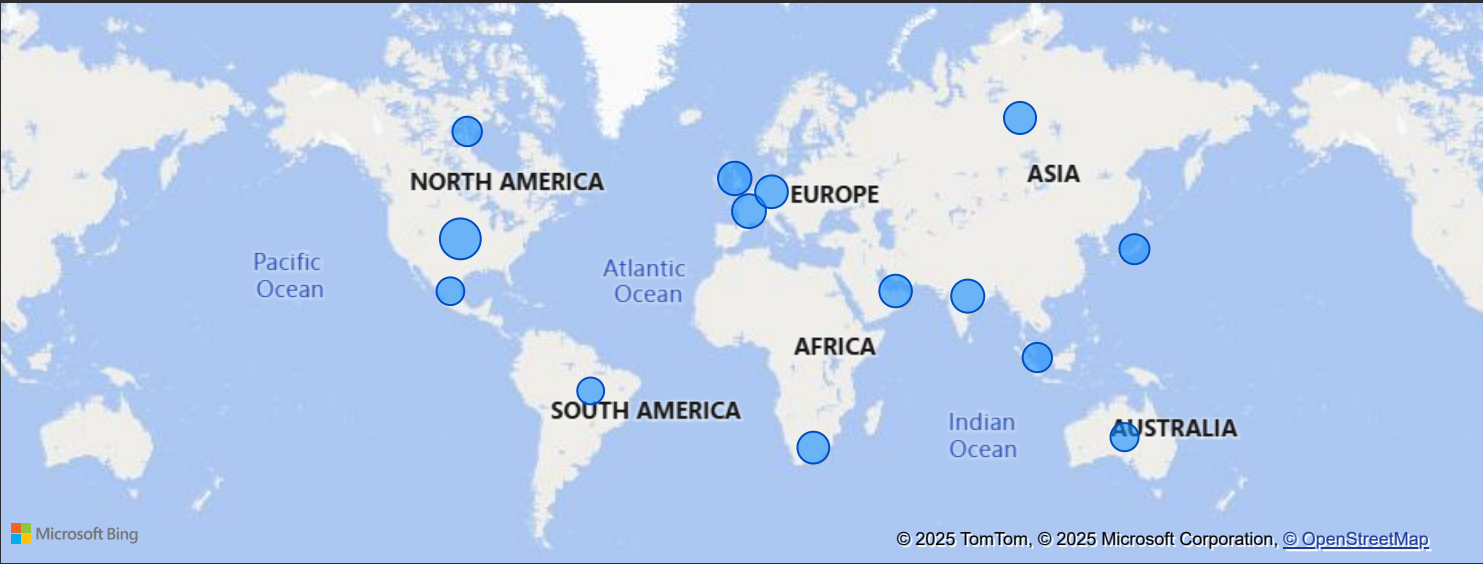 NORTH AMERICA
ASIA
EUROPE
Pacific
Ocean
Atlantic
Ocean
AFRICA
SOUTH AMERICA
Indian
Ocean
AUSTRALIA
Microsoft Bing
© 2025 TomTom, © 2025 Microsoft Corporation, © OpenStreetMap